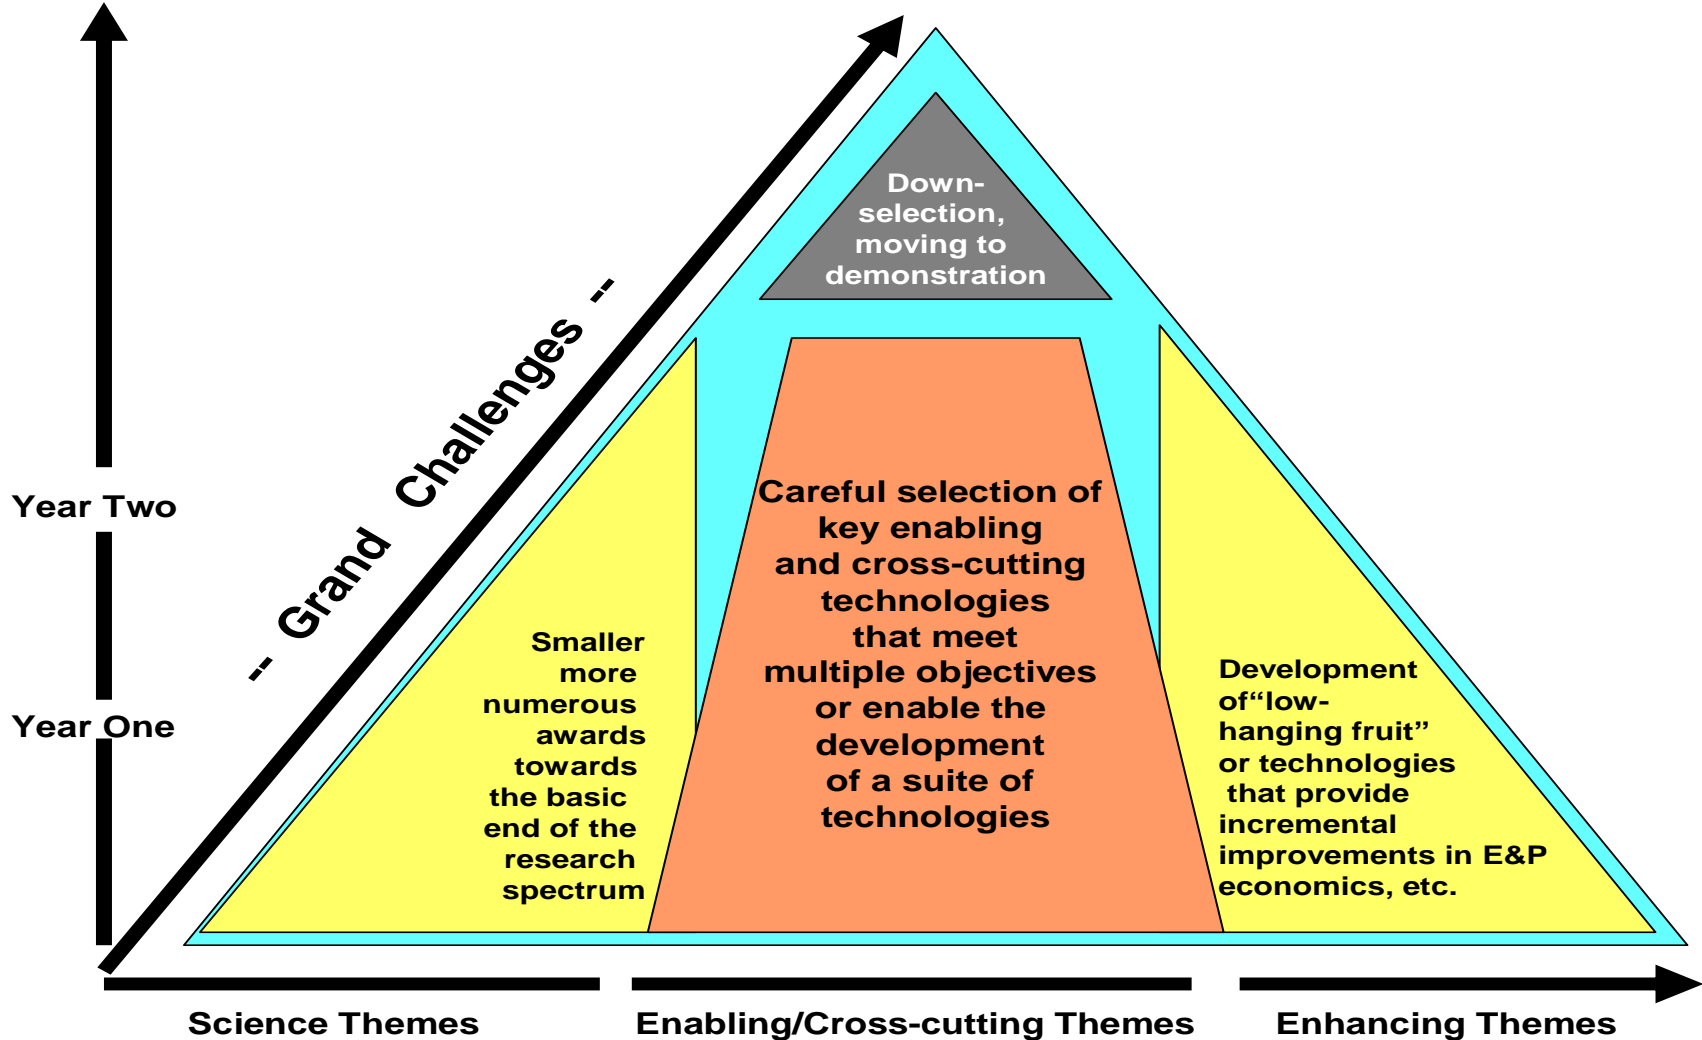 Down-
selection,
moving to
demonstration
-- Grand Challenges --
Year Two
Year One
Careful selection of
key enabling
and cross-cutting
technologies
that meet
multiple objectives
or enable the
development
of a suite of
technologies
Smaller
more
numerous
awards
towards
the basic
end of the
research
spectrum
Development
of“low-
hanging fruit”
or technologies
that provide
incremental
improvements in E&P
economics, etc.
Science Themes
Enabling/Cross-cutting Themes
Enhancing Themes